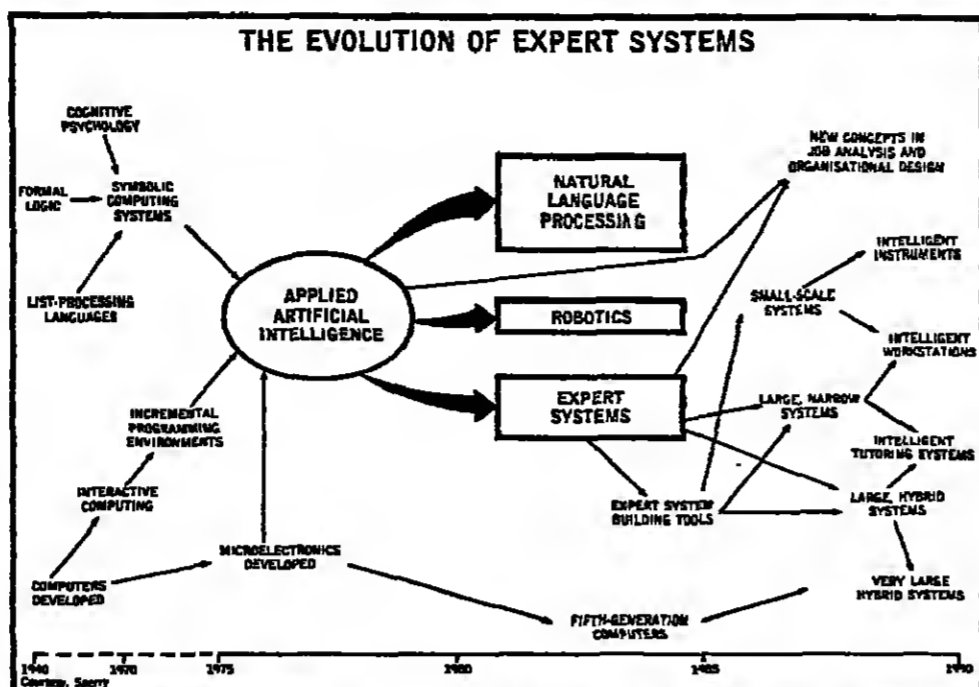 THE EVOLUTION OF EXPERT SYSTEMS
COGNITIVE
PSYCHOLOGY
FORMAL
LOGIC
SYMBOLIC
COMPUTING
SYSTEMS
LIST-PROCESSING
LANGUAGES
APPLIED
ARTIFICIAL
INTELLIGENCE
INCREMENTAL
PROGRAMMING
ENVIRONMENTS
INTERACTIVE
COMPUTING
COMPUTERS
DEVELOPED
MICROELECTRONICS
DEVELOPED
NATURAL
LANGUAGE
PROCESSING
ROBOTICS
EXPERT
SYSTEMS
EXPERT SYSTEM
BUILDING TOOLS
FIFTH-GENERATION
COMPUTERS
NEW CONCEPTS IN
JOB ANALYSIS AND
ORGANISATIONAL DESIGN
INTELLIGENT
INSTRUMENTS
SMALL-SCALE
SYSTEMS
INTELLIGENT
WORKSTATIONS
LARGE, NARROW
SYSTEMS
INTELLIGENT
TUTORING SYSTEMS
LARGE, HYBRID
SYSTEMS
VERY LARGE
HYBRID SYSTEMS
1940 1970 1975 1980 1985 1990
Courtesy, Sperry